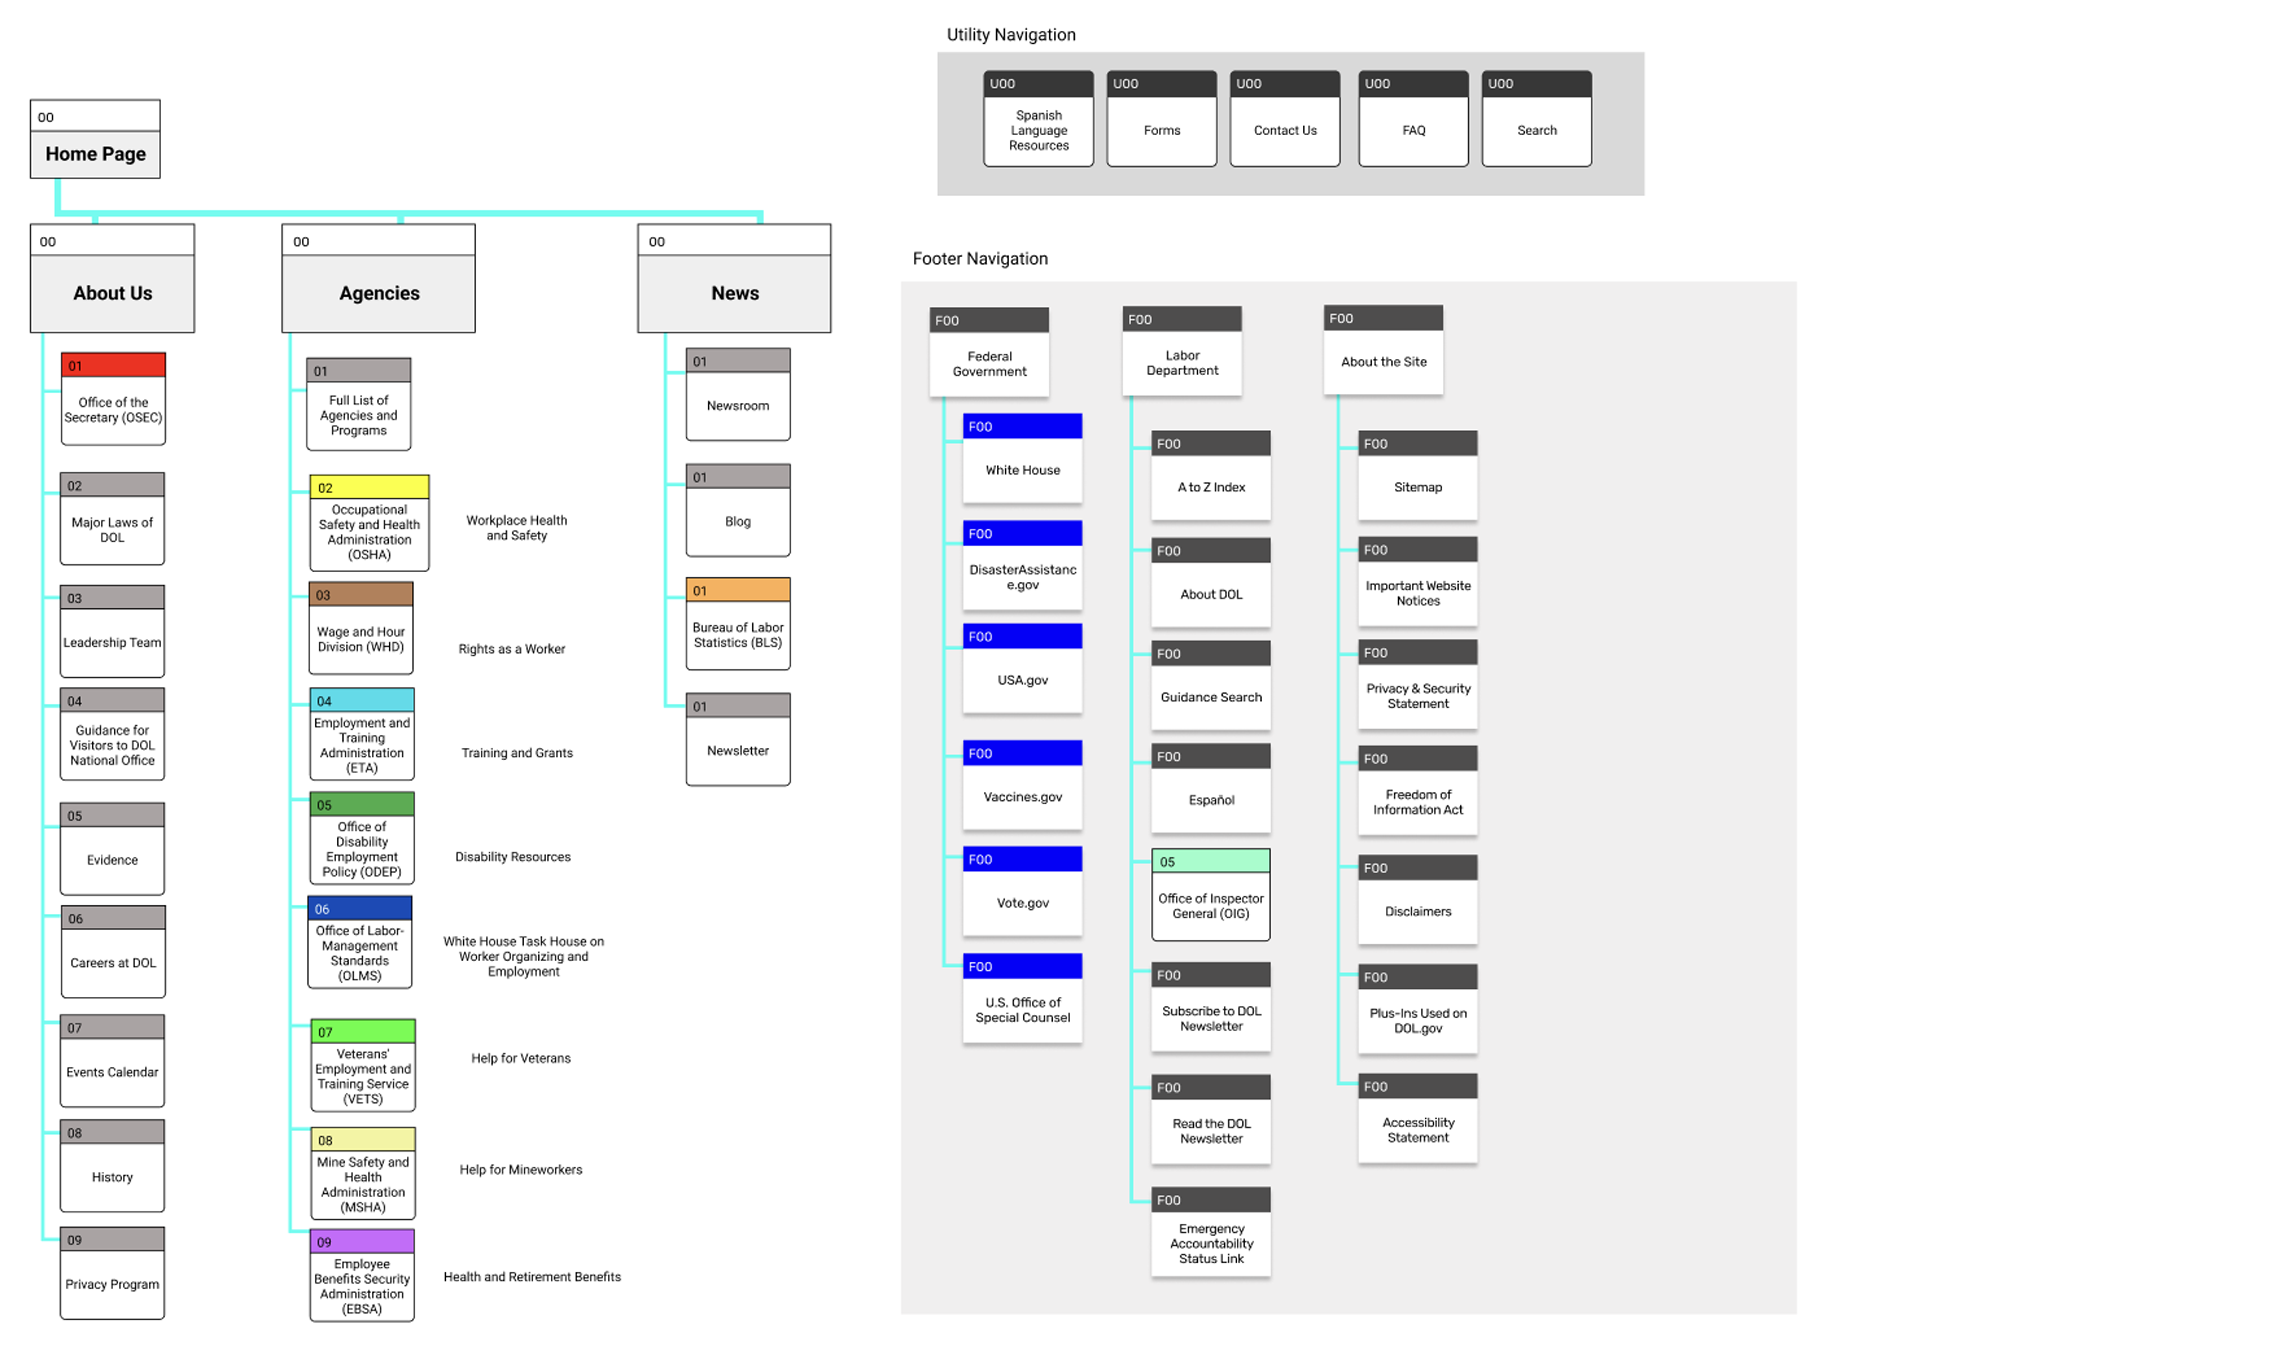 Utility Navigation
U00
Spanish
Language
Resources
U00
Forms
U00
Contact Us
U00
FAQ
U00
Search
00
Home Page
00
About Us
01
Office of the
Secretary (OSEC)
02
Major Laws of
DOL
03
Leadership Team
04
Guidance for
Visitors to DOL
National Office
05
Evidence
06
Careers at DOL
07
Events Calendar
08
History
09
Privacy Program
00
Agencies
01
Full List of
Agencies and
Programs
02
Occupational
Safety and Health
Administration
(OSHA)
Workplace Health
and Safety
03
Wage and Hour
Division (WHD)
Rights as a Worker
04
Employment and
Training
Administration
(ETA)
Training and Grants
05
Office of
Disability
Employment
Policy (ODEP)
Disability Resources
06
Office of Labor-
Management
Standards
(OLMS)
White House Task House on
Worker Organizing and
Employment
07
Veterans'
Employment and
Training Service
(VETS)
Help for Veterans
08
Mine Safety and
Health
Administration
(MSHA)
Help for Mineworkers
09
Employee
Benefits Security
Administration
(EBSA)
Health and Retirement Benefits
00
News
01
Newsroom
01
Blog
01
Bureau of Labor
Statistics (BLS)
01
Newsletter
Footer Navigation
F00
Federal
Government
F00
White House
F00
DisasterAssistanc
e.gov
F00
USA.gov
F00
Vaccines.gov
F00
Vote.gov
F00
U.S. Office of
Special Counsel
F00
Labor
Department
F00
A to Z Index
F00
About DOL
F00
Guidance Search
F00
Español
05
Office of Inspector
General (OIG)
F00
Subscribe to DOL
Newsletter
F00
Read the DOL
Newsletter
F00
Emergency
Accountability
Status Link
F00
About the Site
F00
Sitemap
F00
Important Website
Notices
F00
Privacy & Security
Statement
F00
Freedom of
Information Act
F00
Disclaimers
F00
Plus-Ins Used on
DOL.gov
F00
Accessibility
Statement